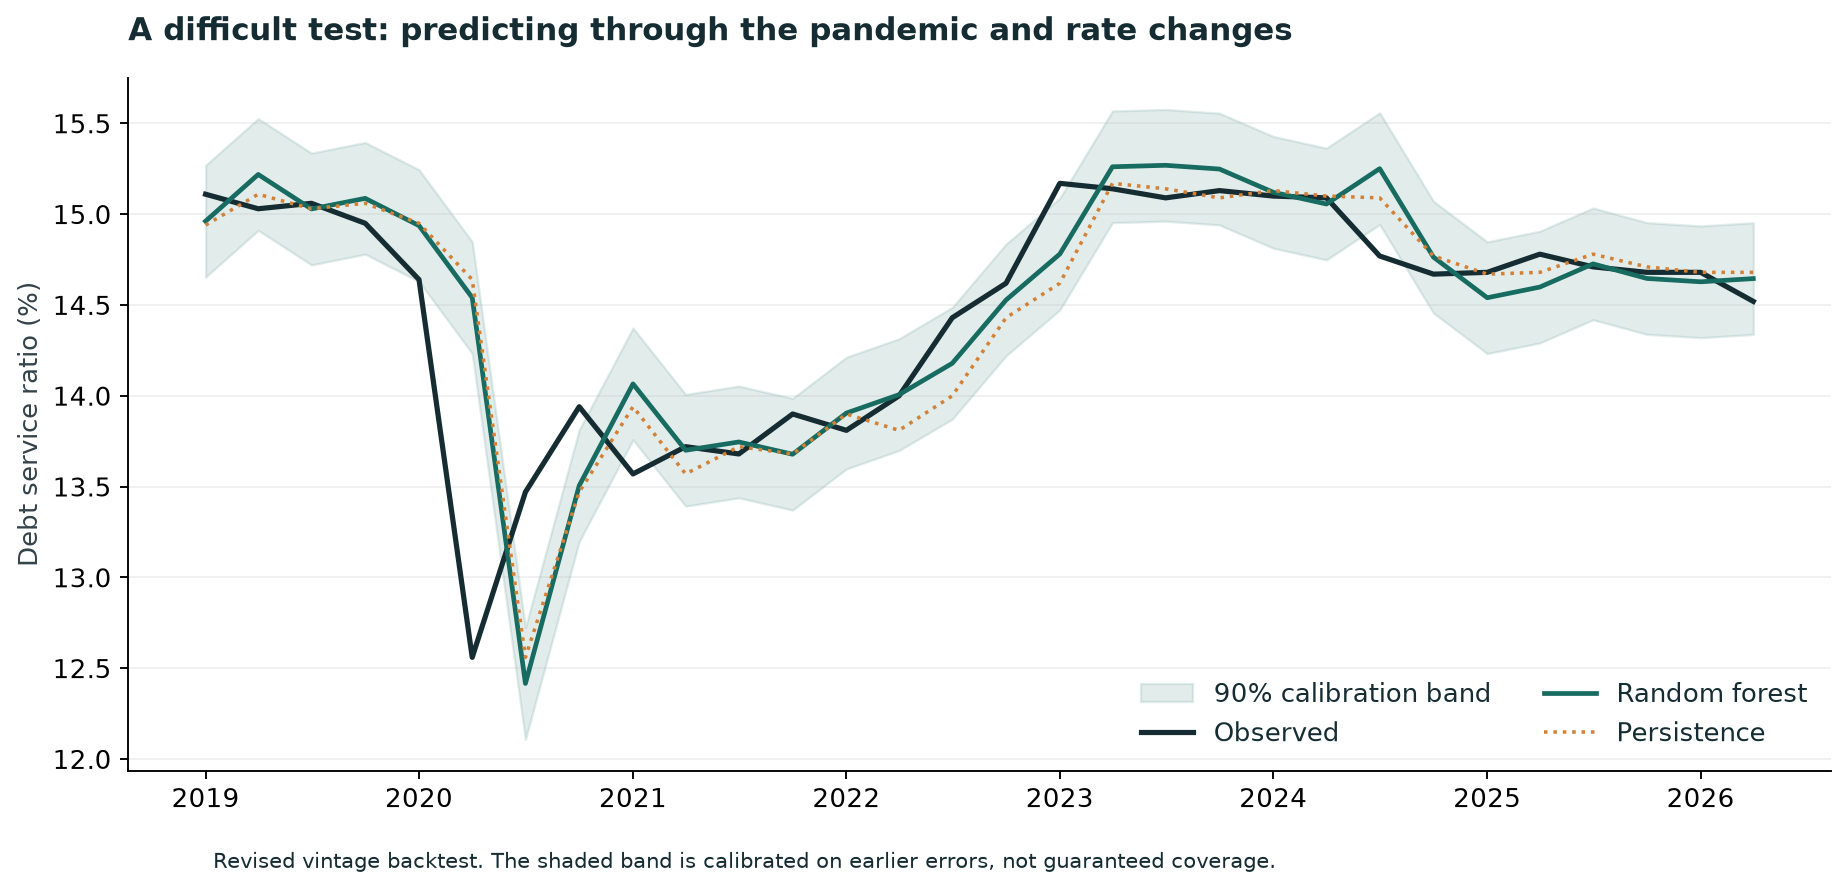 A difficult test: predicting through the pandemic and rate changes
Debt service ratio (%)
15.5
15.0
14.5
14.0
13.5
13.0
12.5
12.0
90% calibration band
Observed
Random forest
Persistence
2019 2020 2021 2022 2023 2024 2025 2026
Revised vintage backtest. The shaded band is calibrated on earlier errors, not guaranteed coverage.